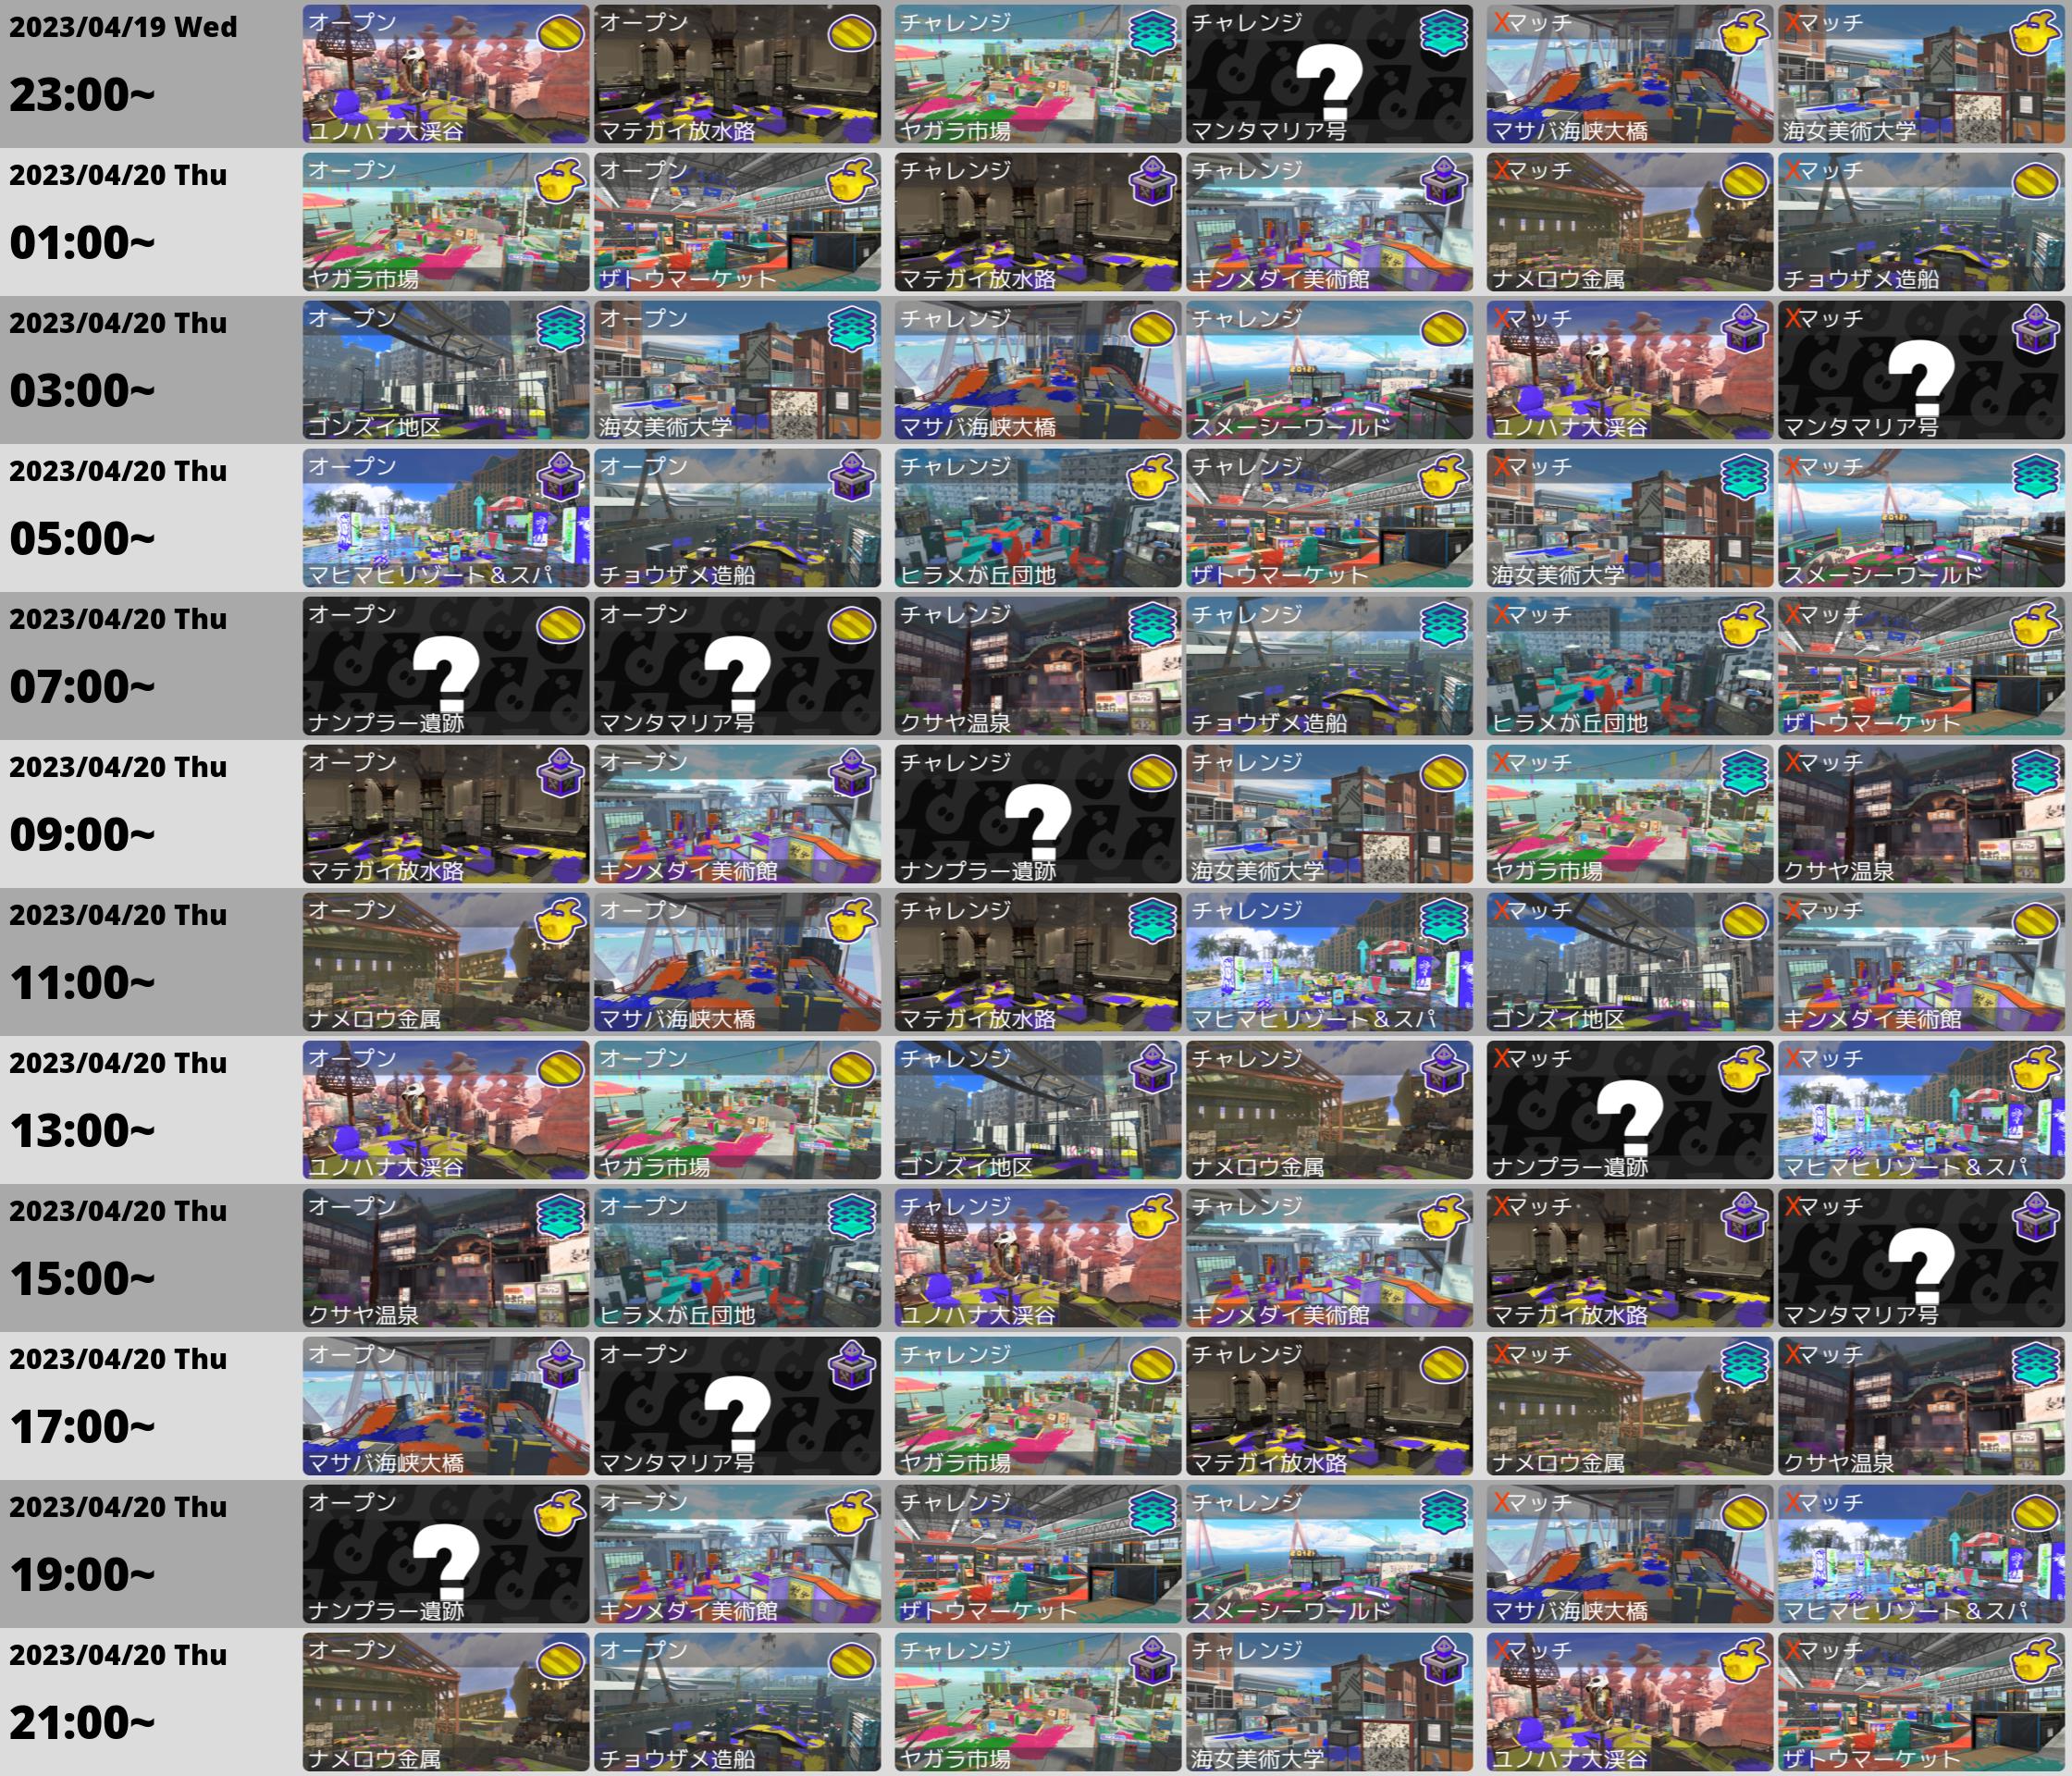 2023/04/19 Wed
23:00~
オープン オープン チャレンジ チャレンジ Xマッチ Xマッチ
ユノハナ大渓谷 マテガイ放水路 ヤガラ市場 マンタマリア号 マサバ海峡大橋 海女美術大学
2023/04/20 Thu
01:00~
オープン オープン チャレンジ チャレンジ Xマッチ Xマッチ
ヤガラ市場 ザトウマーケット マテガイ放水路 キンメダイ美術館 ナメロウ金属 チョウザメ造船
2023/04/20 Thu
03:00~
オープン オープン チャレンジ チャレンジ Xマッチ Xマッチ
ゴンズイ地区 海女美術大学 マサバ海峡大橋 スメーシーワールド ユノハナ大渓谷 マンタマリア号
2023/04/20 Thu
05:00~
オープン オープン チャレンジ チャレンジ Xマッチ Xマッチ
マヒマヒリゾート＆スパ チョウザメ造船 ヒラメが丘団地 ザトウマーケット 海女美術大学 スメーシーワールド
2023/04/20 Thu
07:00~
オープン オープン チャレンジ チャレンジ Xマッチ Xマッチ
ナンプラー遺跡 マンタマリア号 クサヤ温泉 チョウザメ造船 ヒラメが丘団地 ザトウマーケット
2023/04/20 Thu
09:00~
オープン オープン チャレンジ チャレンジ Xマッチ Xマッチ
マテガイ放水路 キンメダイ美術館 ナンプラー遺跡 海女美術大学 ヤガラ市場 クサヤ温泉
2023/04/20 Thu
11:00~
オープン オープン チャレンジ チャレンジ Xマッチ Xマッチ
ナメロウ金属 マサバ海峡大橋 マテガイ放水路 マヒマヒリゾート＆スパ ゴンズイ地区 キンメダイ美術館
2023/04/20 Thu
13:00~
オープン オープン チャレンジ チャレンジ Xマッチ Xマッチ
ユノハナ大渓谷 ヤガラ市場 ゴンズイ地区 ナメロウ金属 ナンプラー遺跡 マヒマヒリゾート＆スパ
2023/04/20 Thu
15:00~
オープン オープン チャレンジ チャレンジ Xマッチ Xマッチ
クサヤ温泉 ヒラメが丘団地 ユノハナ大渓谷 キンメダイ美術館 マテガイ放水路 マンタマリア号
2023/04/20 Thu
17:00~
オープン オープン チャレンジ チャレンジ Xマッチ Xマッチ
マサバ海峡大橋 マンタマリア号 ヤガラ市場 マテガイ放水路 ナメロウ金属 クサヤ温泉
2023/04/20 Thu
19:00~
オープン オープン チャレンジ チャレンジ Xマッチ Xマッチ
ナンプラー遺跡 キンメダイ美術館 ザトウマーケット スメーシーワールド マサバ海峡大橋 マヒマヒリゾート＆スパ
2023/04/20 Thu
21:00~
オープン オープン チャレンジ チャレンジ Xマッチ Xマッチ
ナメロウ金属 チョウザメ造船 ヤガラ市場 海女美術大学 ユノハナ大渓谷 ザトウマーケット